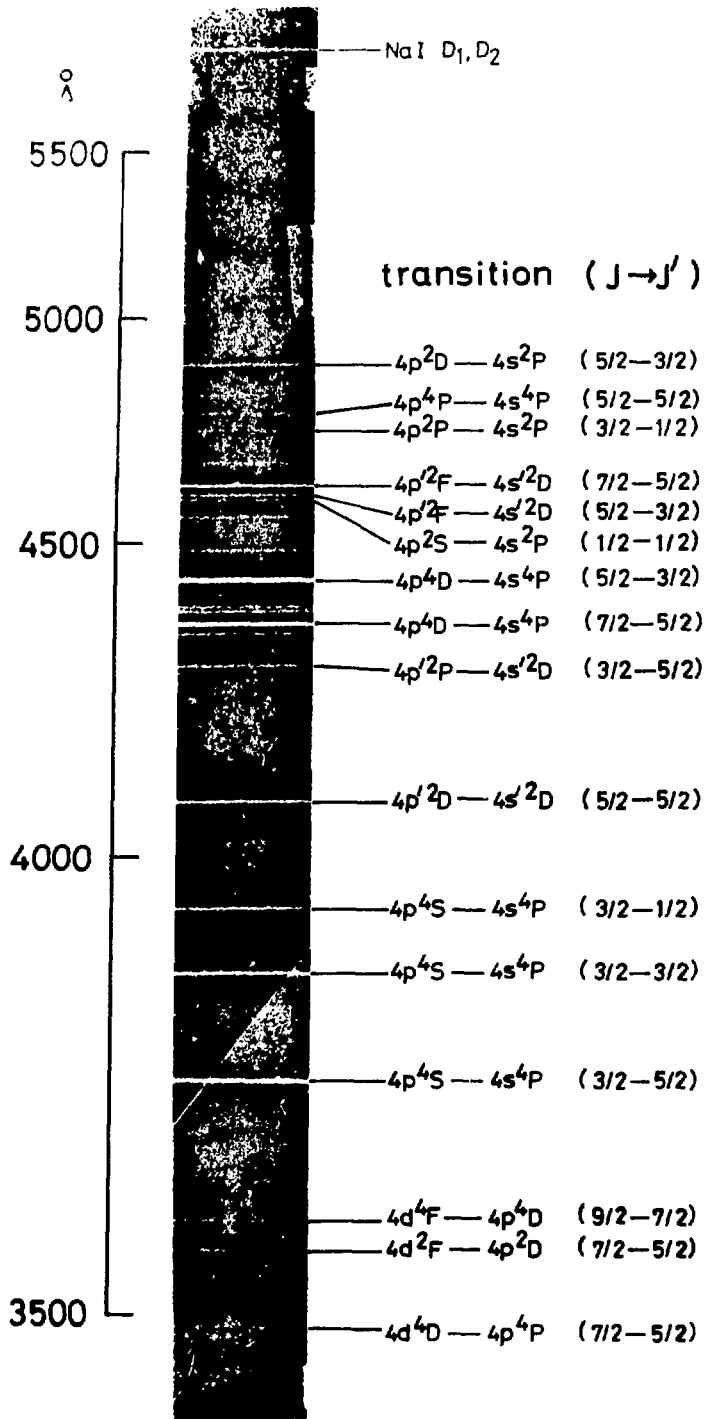 NaI D₁,D₂
Å
5500
transition (J→J′)
5000
4p²D — 4s²P (5/2—3/2)
4p⁴P — 4s⁴P (5/2—5/2)
4p²P — 4s²P (3/2—1/2)
4p′²F — 4s′²D (7/2—5/2)
4p′²F — 4s′²D (5/2—3/2)
4500
4p²S — 4s²P (1/2—1/2)
4p⁴D — 4s⁴P (5/2—3/2)
4p⁴D — 4s⁴P (7/2—5/2)
4p′²P — 4s′²D (3/2—5/2)
4p′²D — 4s′²D (5/2—5/2)
4000
4p⁴S — 4s⁴P (3/2—1/2)
4p⁴S — 4s⁴P (3/2—3/2)
4p⁴S — 4s⁴P (3/2—5/2)
4d⁴F — 4p⁴D (9/2—7/2)
4d²F — 4p²D (7/2—5/2)
3500
4d⁴D — 4p⁴P (7/2—5/2)